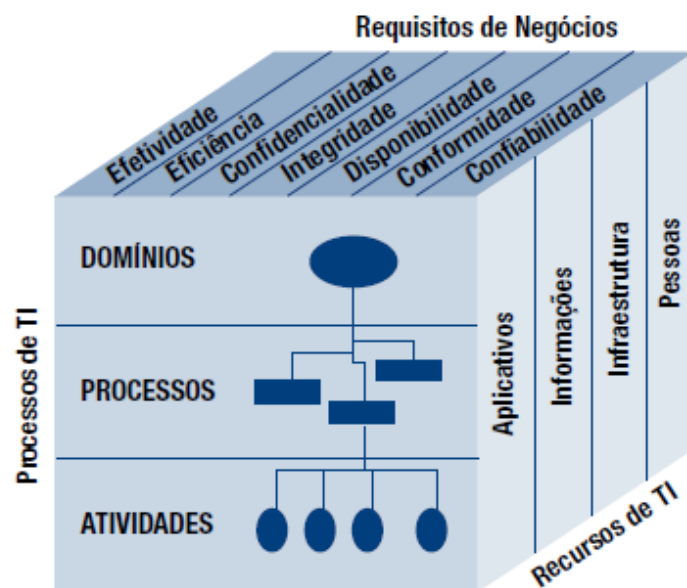 Requisitos de Negócios
Efetividade
Eficiência
Confidencialidade
Integridade
Disponibilidade
Conformidade
Confiabilidade
Processos de TI
DOMÍNIOS
PROCESSOS
ATIVIDADES
Aplicativos
Informações
Infraestrutura
Pessoas
Recursos de TI